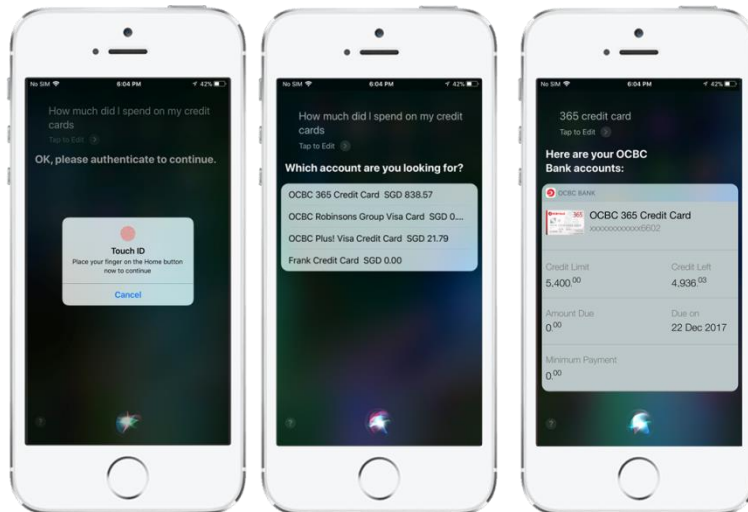 No SIM 6:04 PM 42%
How much did I spend on my credit
cards
Tap to Edit
OK, please authenticate to continue.
Touch ID
Place your finger on the Home button
now to continue
Cancel
?
No SIM 6:04 PM 42%
How much did I spend on my credit
cards
Tap to Edit
Which account are you looking for?
OCBC 365 Credit Card SGD 838.57
OCBC Robinsons Group Visa Card SGD 0....
OCBC Plus! Visa Credit Card SGD 21.79
Frank Credit Card SGD 0.00
?
No SIM 6:04 PM 42%
365 credit card
Tap to Edit
Here are your OCBC
Bank accounts:
OCBC BANK
365
OCBC 365 Credit Card
xxxxxxxxxxxx6602
Credit Limit Credit Left
5,400.00 4,936.03
Amount Due Due on
0.00 22 Dec 2017
Minimum Payment
0.00
?